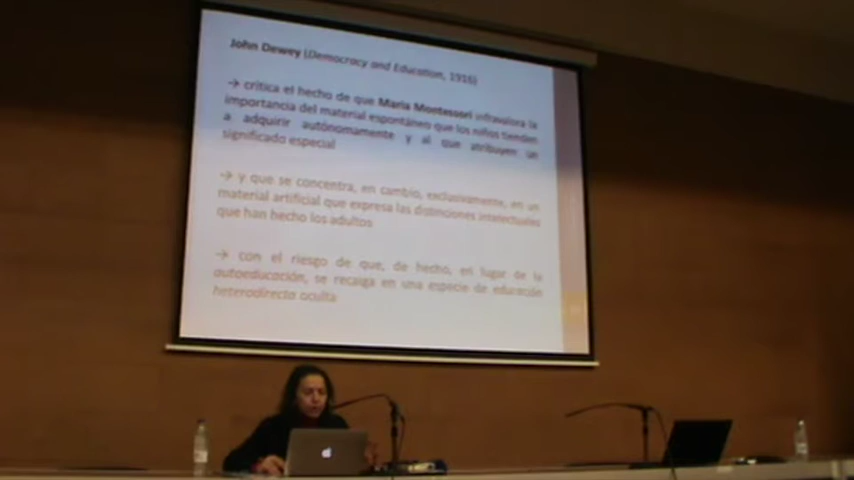 John Dewey (Democracy and Education, 1916)
→ critica el hecho de que Maria Montessori infravalora la
importancia del material espontáneo que los niños tienden
a adquirir autónomamente y al que atribuyen un
significado especial
→ y que se concentra, en cambio, exclusivamente, en un
material artificial que expresa las distinciones intelectuales
que han hecho los adultos
→ con el riesgo de que, de hecho, en lugar de la
autoeducación, se recaiga en una especie de educación
heterodirecta oculta